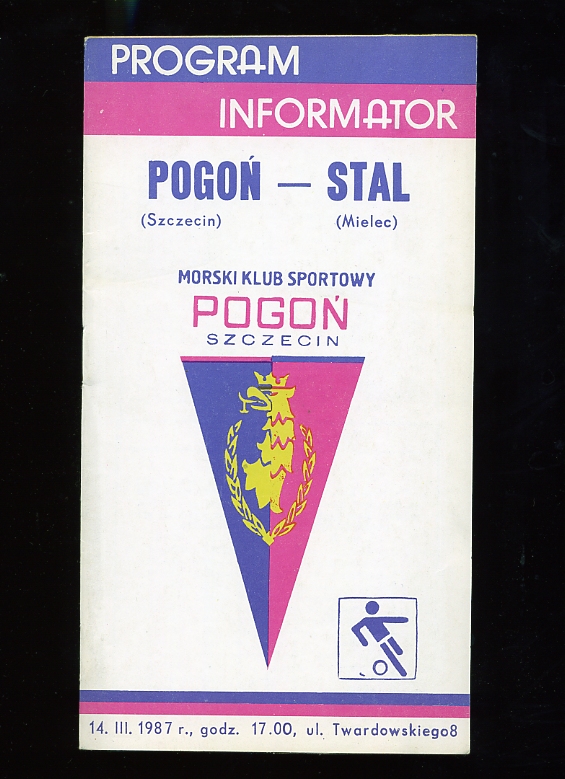 PROGRAM
INFORMATOR
POGOŃ — STAL
(Szczecin) (Mielec)
MORSKI KLUB SPORTOWY
POGOŃ
SZCZECIN
14. III. 1987 r., godz. 17.00, ul. Twardowskiego8